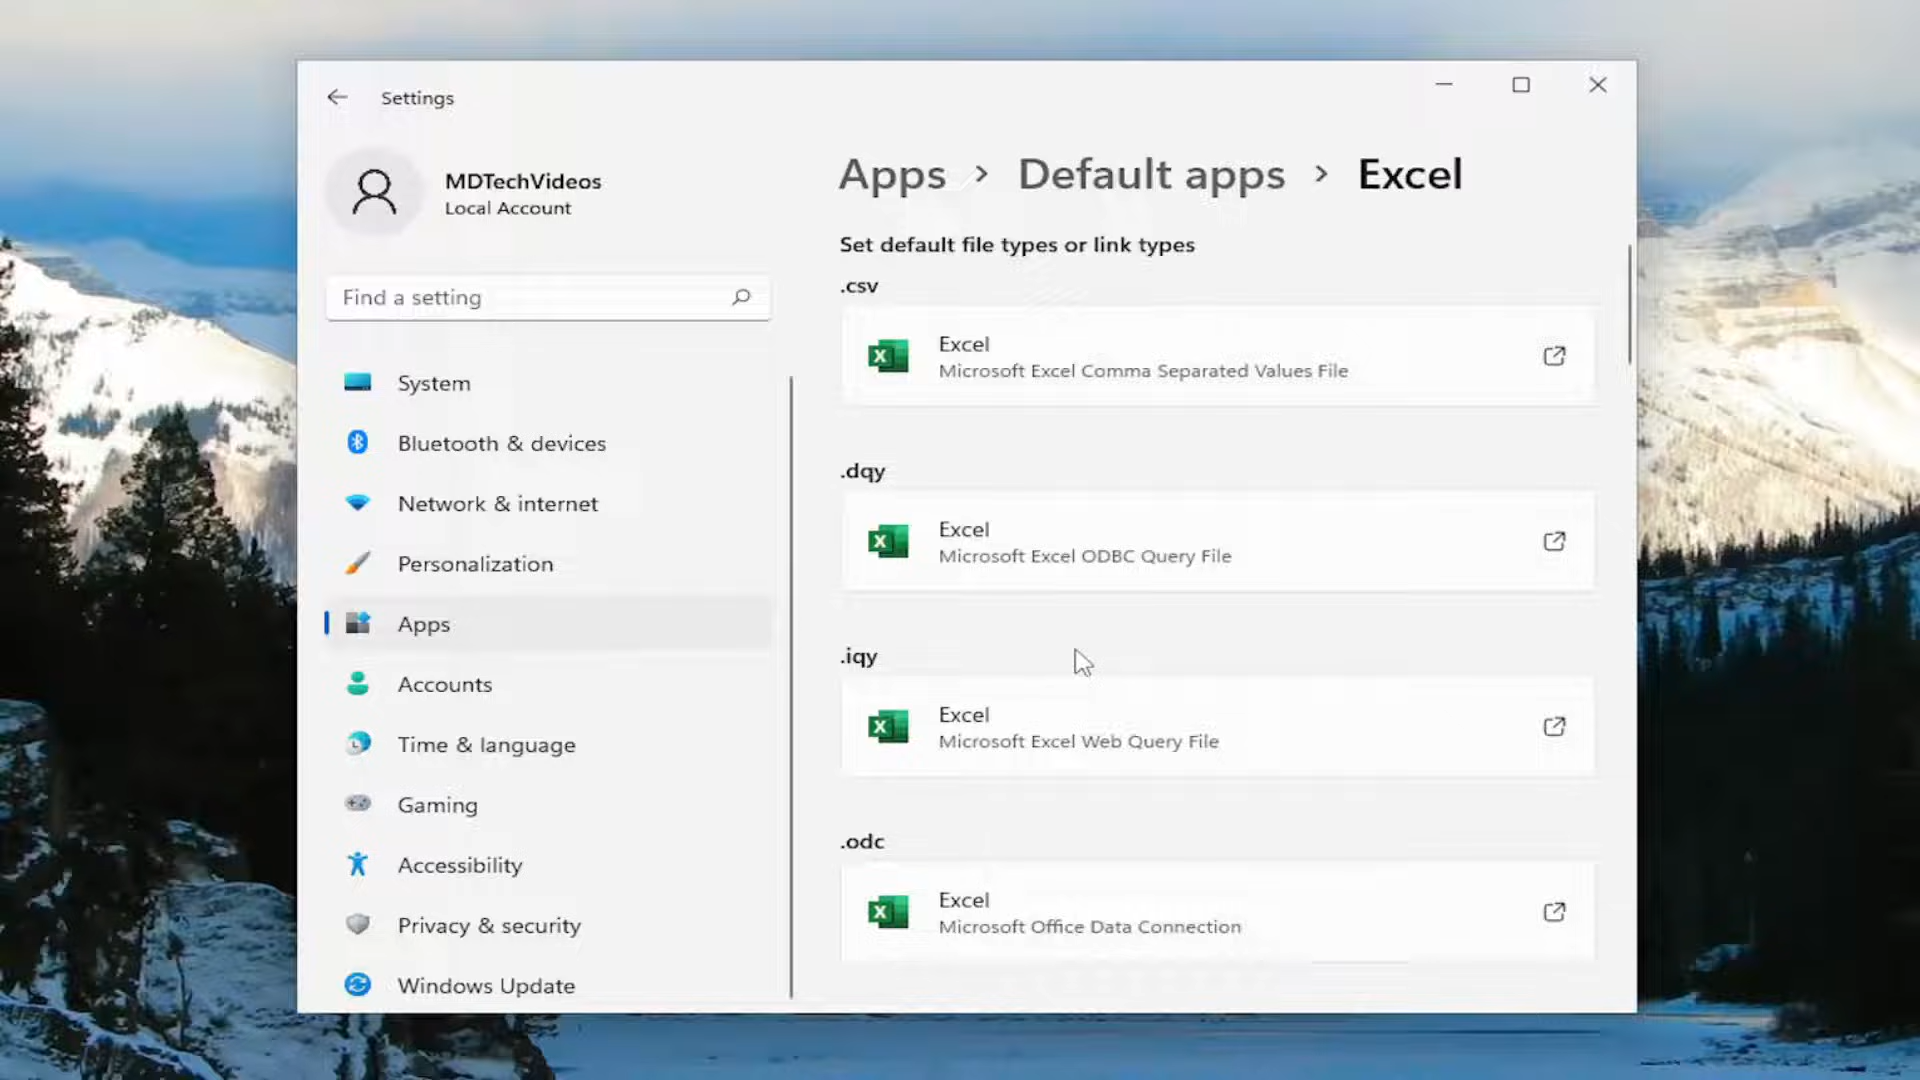 Settings
MDTechVideos
Local Account
Find a setting
System
Bluetooth & devices
Network & internet
Personalization
Apps
Accounts
Time & language
Gaming
Accessibility
Privacy & security
Windows Update
Apps > Default apps > Excel
Set default file types or link types
.csv
Excel
Microsoft Excel Comma Separated Values File
.dqy
Excel
Microsoft Excel ODBC Query File
.iqy
Excel
Microsoft Excel Web Query File
.odc
Excel
Microsoft Office Data Connection